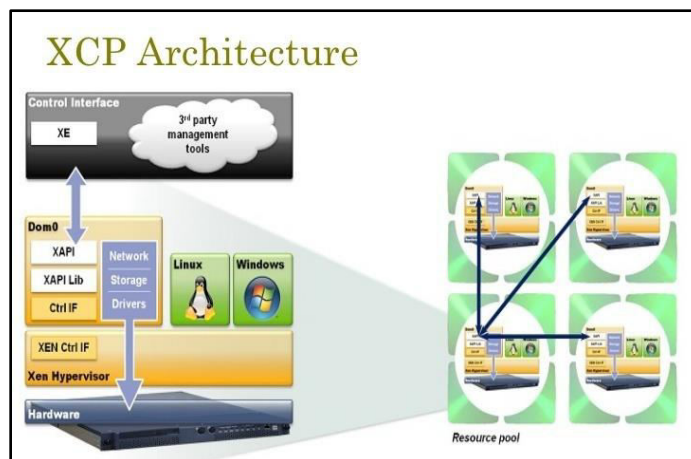 XCP Architecture
Control Interface
XE
3rd party
management
tools
Dom0
XAPI
XAPI Lib
Ctrl IF
Network
Storage
Drivers
Linux
Windows
XEN Ctrl IF
Xen Hypervisor
Hardware
Resource pool